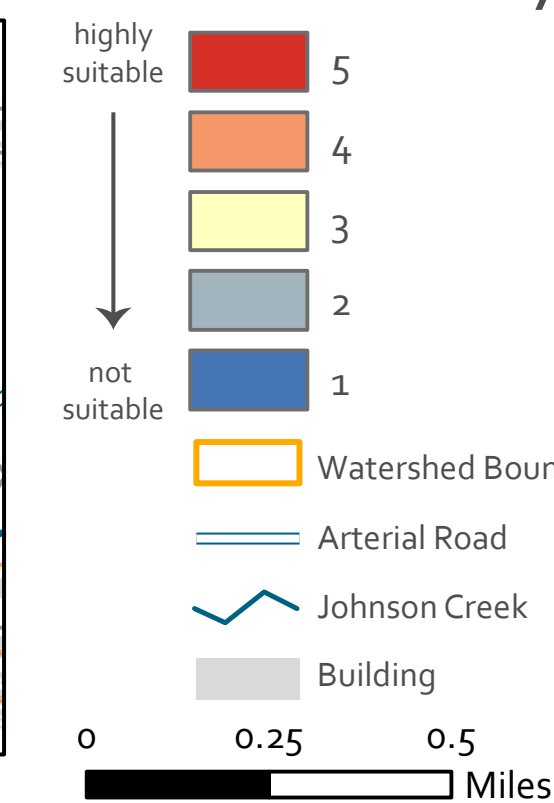 highly
suitable
5
4
3
2
not
suitable
1
Watershed Boun
Arterial Road
Johnson Creek
Building
0 0.25 0.5
Miles